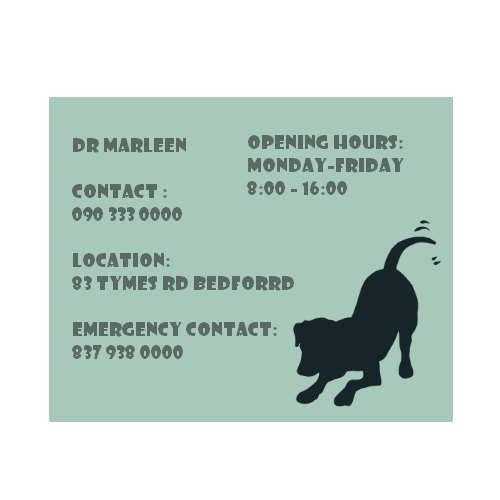 DR MARLEEN
CONTACT :
090 333 0000
LOCATION:
83 TYMES RD BEDFORRD
EMERGENCY CONTACT:
837 938 0000
OPENING HOURS:
MONDAY-FRIDAY
8:00 - 16:00